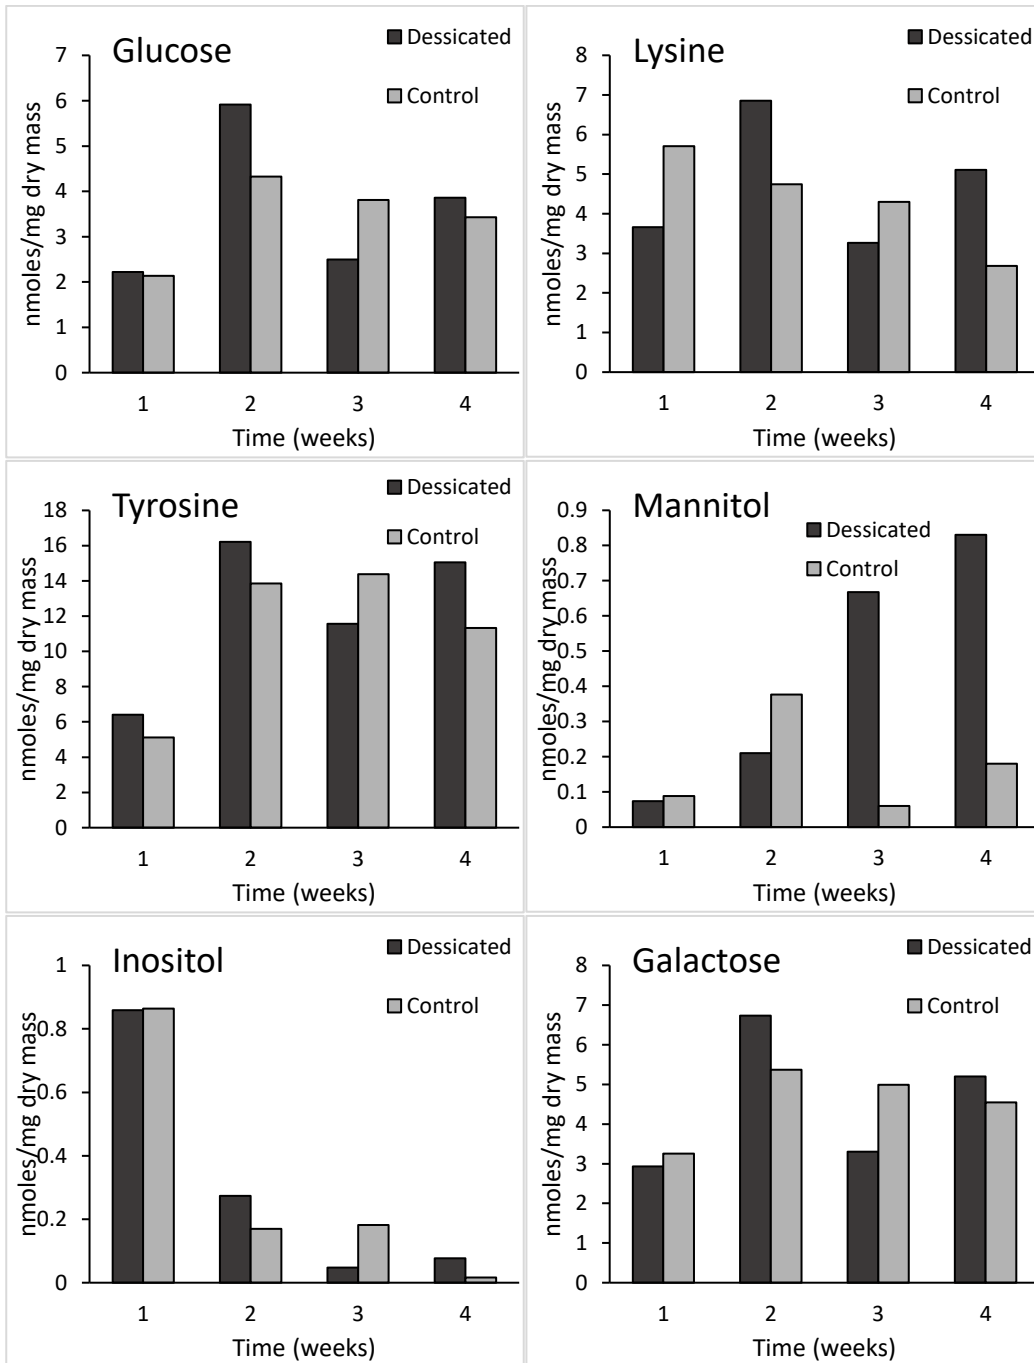 Glucose
Dessicated
Control
nmoles/mg dry mass
7
6
5
4
3
2
1
0
1 2 3 4
Time (weeks)
Lysine
Dessicated
Control
nmoles/mg dry mass
8
7
6
5
4
3
2
1
0
1 2 3 4
Time (weeks)
Tyrosine
Dessicated
Control
nmoles/mg dry mass
18
16
14
12
10
8
6
4
2
0
1 2 3 4
Time (weeks)
Mannitol
Dessicated
Control
nmoles/mg dry mass
0.9
0.8
0.7
0.6
0.5
0.4
0.3
0.2
0.1
0
1 2 3 4
Time (weeks)
Inositol
Dessicated
Control
nmoles/mg dry mass
1
0.8
0.6
0.4
0.2
0
1 2 3 4
Time (weeks)
Galactose
Dessicated
Control
nmoles/mg dry mass
8
7
6
5
4
3
2
1
0
1 2 3 4
Time (weeks)